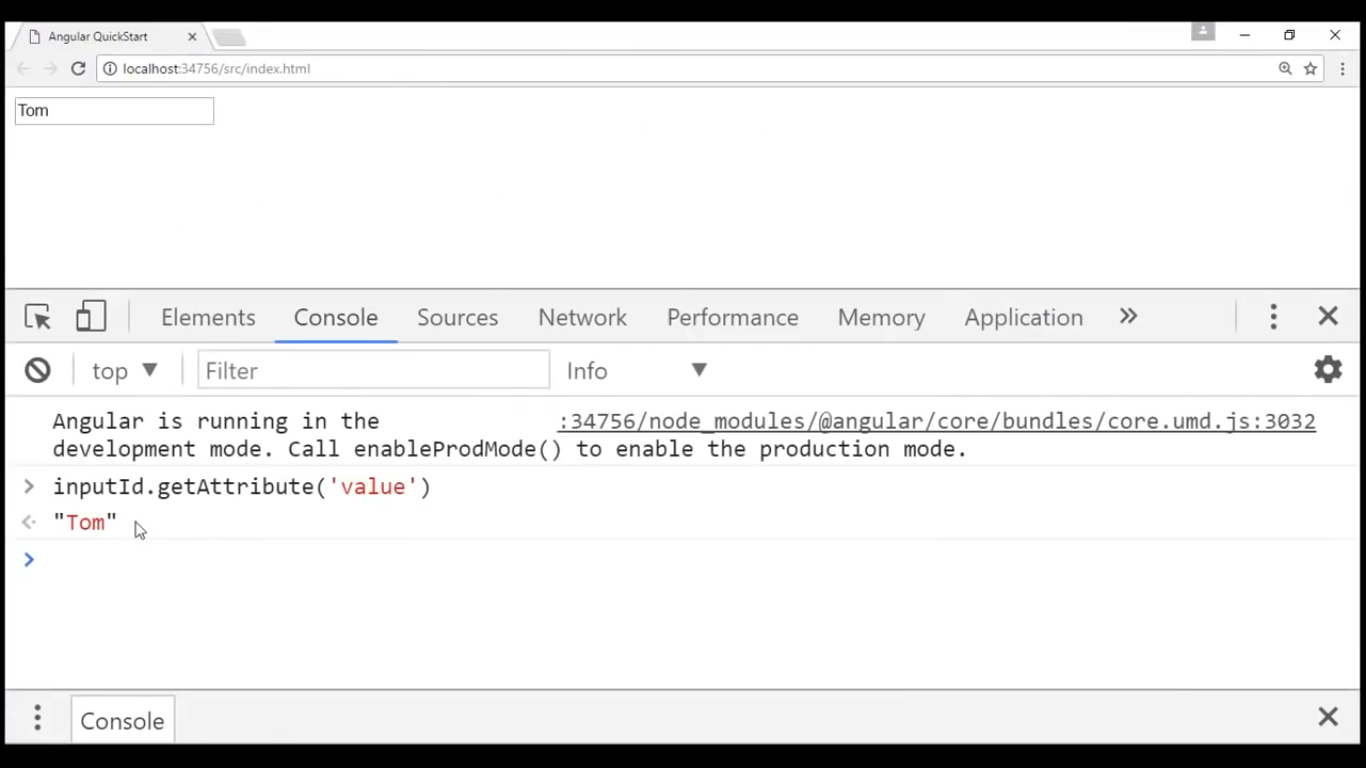 Angular QuickStart
localhost:34756/src/index.html
Tom
Elements Console Sources Network Performance Memory Application
top Filter Info
Angular is running in the :34756/node_modules/@angular/core/bundles/core.umd.js:3032
development mode. Call enableProdMode() to enable the production mode.
> inputId.getAttribute('value')
"Tom"
>
Console